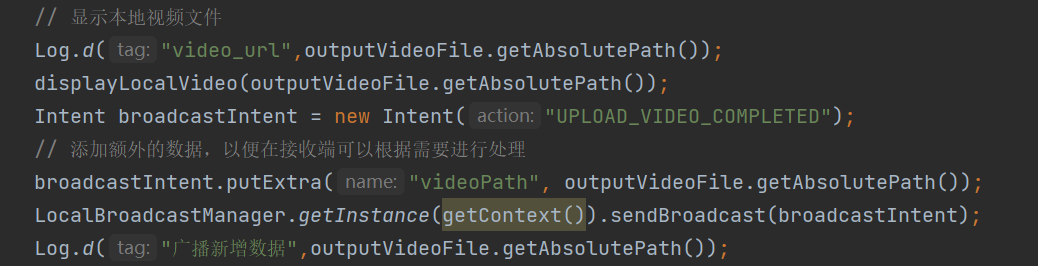 // 显示本地视频文件
Log.d( tag: "video_url",outputVideoFile.getAbsolutePath());
displayLocalVideo(outputVideoFile.getAbsolutePath());
Intent broadcastIntent = new Intent( action: "UPLOAD_VIDEO_COMPLETED");
// 添加额外的数据，以便在接收端可以根据需要进行处理
broadcastIntent.putExtra( name: "videoPath", outputVideoFile.getAbsolutePath());
LocalBroadcastManager.getInstance(getContext()).sendBroadcast(broadcastIntent);
Log.d( tag: "广播新增数据",outputVideoFile.getAbsolutePath());